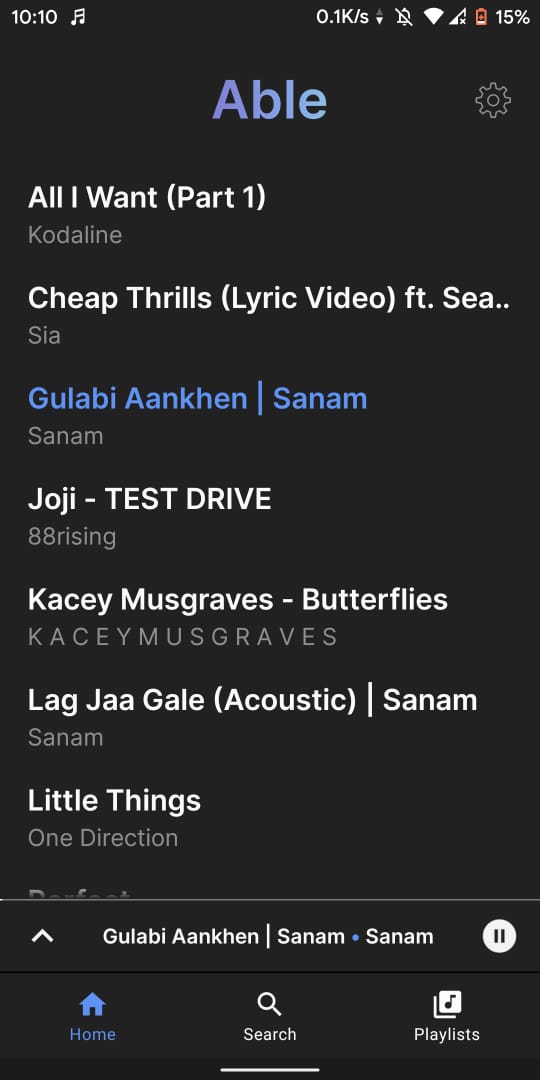 10:10
0.1K/s
15%
Able
All I Want (Part 1)
Kodaline
Cheap Thrills (Lyric Video) ft. Sea..
Sia
Gulabi Aankhen | Sanam
Sanam
Joji - TEST DRIVE
88rising
Kacey Musgraves - Butterflies
K A C E Y M U S G R A V E S
Lag Jaa Gale (Acoustic) | Sanam
Sanam
Little Things
One Direction
Perfect
Gulabi Aankhen | Sanam • Sanam
Home
Search
Playlists